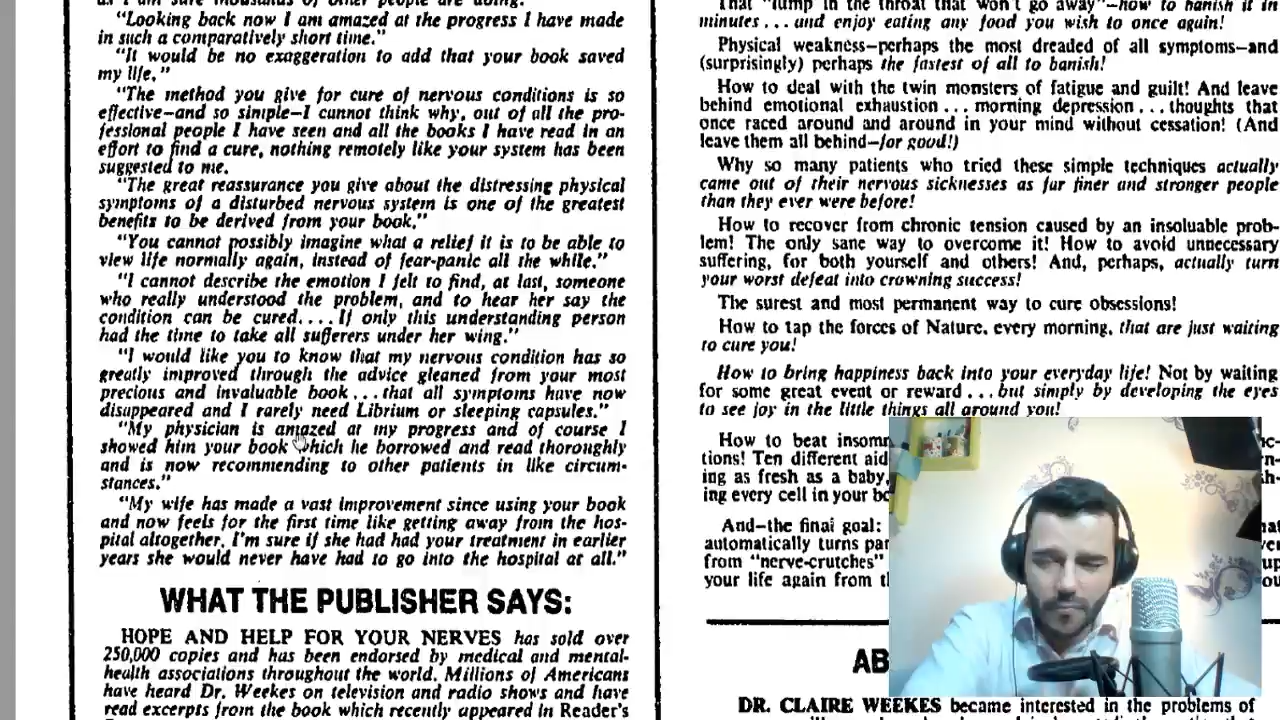 "Looking back now I am amazed at the progress I have made
in such a comparatively short time."
"It would be no exaggeration to add that your book saved
my life."
"The method you give for cure of nervous conditions is so
effective—and so simple—I cannot think why, out of all the pro-
fessional people I have seen and all the books I have read in an
effort to find a cure, nothing remotely like your system has been
suggested to me.
"The great reassurance you give about the distressing physical
symptoms of a disturbed nervous system is one of the greatest
benefits to be derived from your book."
"You cannot possibly imagine what a relief it is to be able to
view life normally again, instead of fear-panic all the while."
"I cannot describe the emotion I felt to find, at last, someone
who really understood the problem, and to hear her say the
condition can be cured.... If only this understanding person
had the time to take all sufferers under her wing."
"I would like you to know that my nervous condition has so
greatly improved through the advice gleaned from your most
precious and invaluable book...that all symptoms have now
disappeared and I rarely need Librium or sleeping capsules."
"My physician is amazed at my progress and of course I
showed him your book which he borrowed and read thoroughly
and is now recommending to other patients in like circum-
stances."
"My wife has made a vast improvement since using your book
and now feels for the first time like getting away from the hos-
pital altogether. I'm sure if she had had your treatment in earlier
years she would never have had to go into the hospital at all."
WHAT THE PUBLISHER SAYS:
HOPE AND HELP FOR YOUR NERVES has sold over
250,000 copies and has been endorsed by medical and mental-
health associations throughout the world. Millions of Americans
have heard Dr. Weekes on television and radio shows and have
read excerpts from the book which recently appeared in Reader's
That "lump in the throat that won't go away"—how to banish it in
minutes...and enjoy eating any food you wish to once again!
Physical weakness—perhaps the most dreaded of all symptoms—and
(surprisingly) perhaps the fastest of all to banish!
How to deal with the twin monsters of fatigue and guilt! And leave
behind emotional exhaustion...morning depression...thoughts that
once raced around and around in your mind without cessation! (And
leave them all behind—for good!)
Why so many patients who tried these simple techniques actually
came out of their nervous sicknesses as far finer and stronger people
than they ever were before!
How to recover from chronic tension caused by an insoluable prob-
lem! The only sane way to overcome it! How to avoid unnecessary
suffering, for both yourself and others! And, perhaps, actually turn
your worst defeat into crowning success!
The surest and most permanent way to cure obsessions!
How to tap the forces of Nature, every morning, that are just waiting
to cure you!
How to bring happiness back into your everyday life! Not by waiting
for some great event or reward...but simply by developing the eyes
to see joy in the little things all around you!
How to beat
tions! Ten different
ing as fresh as a baby,
ing every cell in your
And—the final goal:
automatically turns
from "nerve-crutches"
your life again from
DR. CLAIRE WEEKES became interested in the problems of